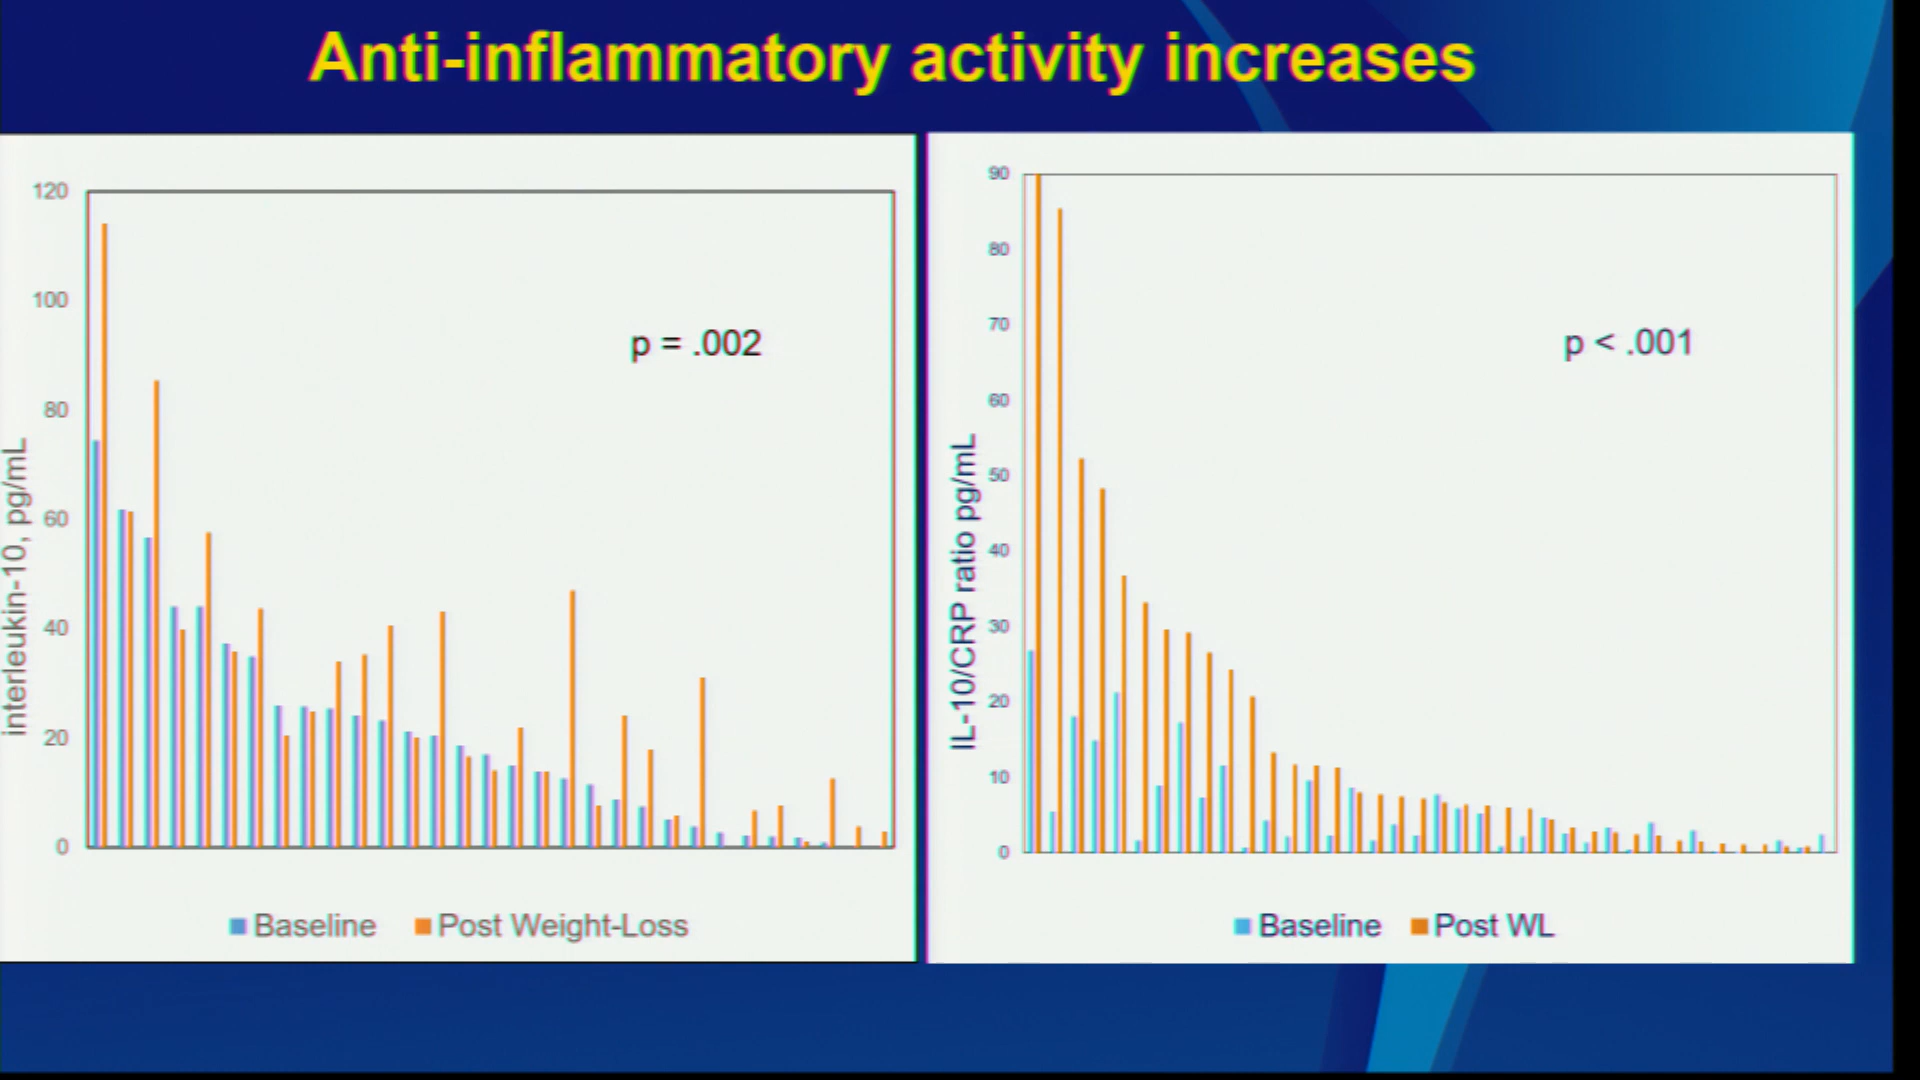 Anti-inflammatory activity increases
120
100
80
60
40
20
0
interleukin-10, pg/mL
p = .002
Baseline
Post Weight-Loss
90
80
70
60
50
40
30
20
10
0
IL-10/CRP ratio pg/mL
p < .001
Baseline
Post WL